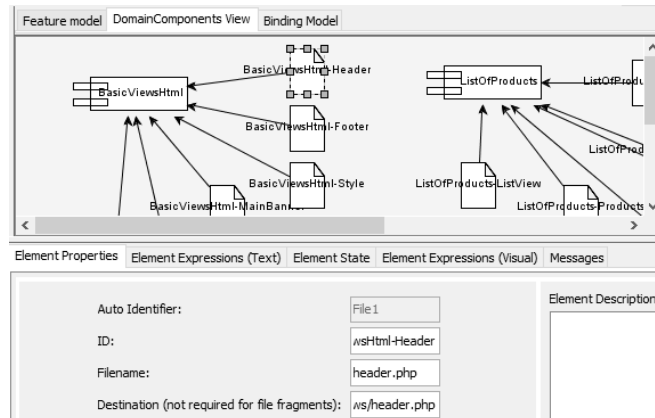 Feature model DomainComponents View Binding Model
BasicViewsHtml-Header
BasicViewsHtml
ListOfProducts
BasicViewsHtml-Footer
BasicViewsHtml-Style
ListOfProducts-ListView
BasicViewsHtml-MainBanner
ListOfProducts-Products
Element Properties Element Expressions (Text) Element State Element Expressions (Visual) Messages
Auto Identifier: File1
Element Description
ID: wsHtml-Header
Filename: header.php
Destination (not required for file fragments): ws/header.php